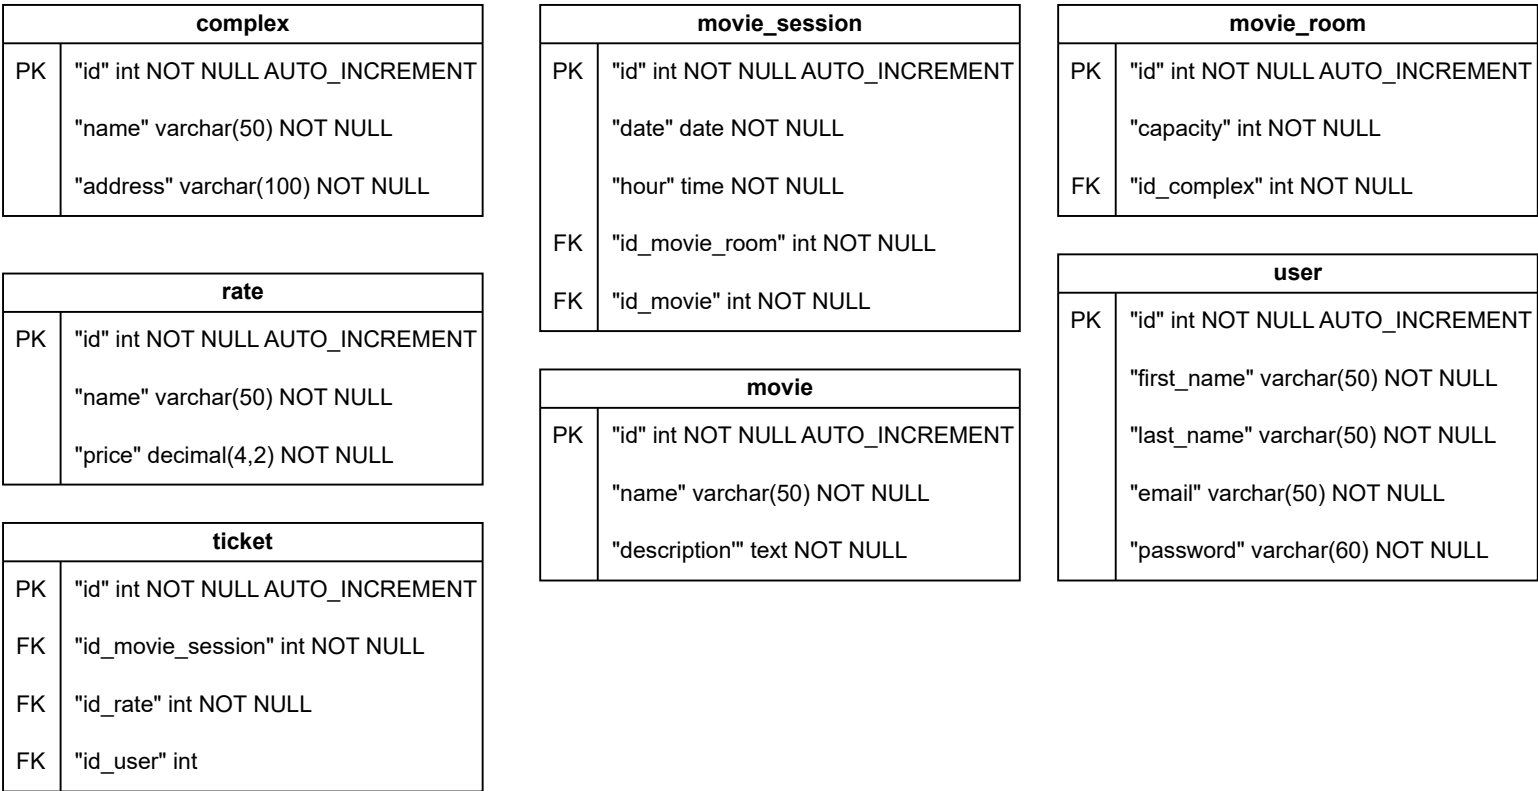 complex
PK "id" int NOT NULL AUTO_INCREMENT
"name" varchar(50) NOT NULL
"address" varchar(100) NOT NULL
rate
PK "id" int NOT NULL AUTO_INCREMENT
"name" varchar(50) NOT NULL
"price" decimal(4,2) NOT NULL
ticket
PK "id" int NOT NULL AUTO_INCREMENT
FK "id_movie_session" int NOT NULL
FK "id_rate" int NOT NULL
FK "id_user" int
movie_session
PK "id" int NOT NULL AUTO_INCREMENT
"date" date NOT NULL
"hour" time NOT NULL
FK "id_movie_room" int NOT NULL
FK "id_movie" int NOT NULL
movie
PK "id" int NOT NULL AUTO_INCREMENT
"name" varchar(50) NOT NULL
"description'" text NOT NULL
movie_room
PK "id" int NOT NULL AUTO_INCREMENT
"capacity" int NOT NULL
FK "id_complex" int NOT NULL
user
PK "id" int NOT NULL AUTO_INCREMENT
"first_name" varchar(50) NOT NULL
"last_name" varchar(50) NOT NULL
"email" varchar(50) NOT NULL
"password" varchar(60) NOT NULL